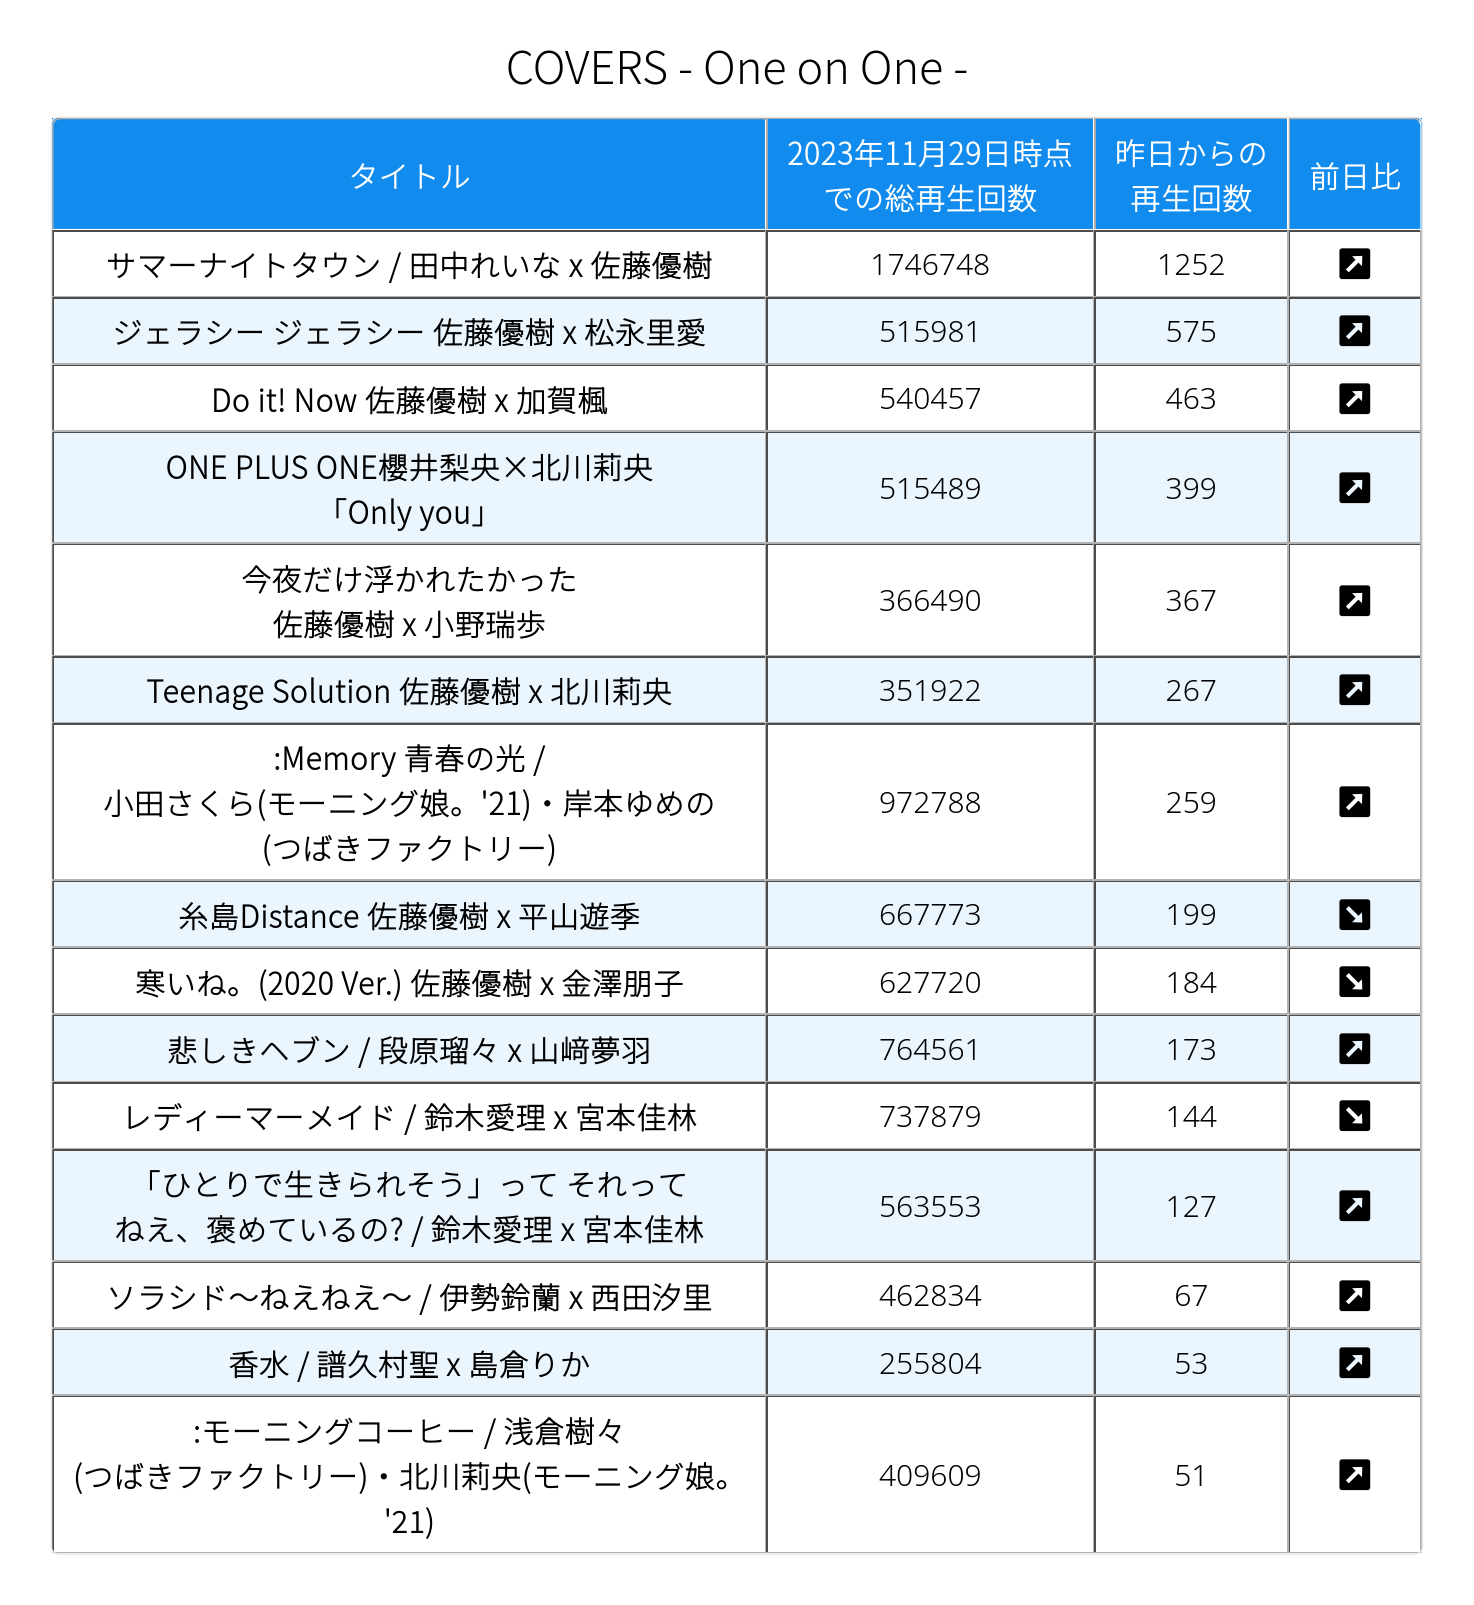 COVERS - One on One -
タイトル
2023年11月29日時点
での総再生回数
昨日からの
再生回数
前日比
サマーナイトタウン / 田中れいな x 佐藤優樹
1746748
1252
ジェラシー ジェラシー 佐藤優樹 x 松永里愛
515981
575
Do it! Now 佐藤優樹 x 加賀楓
540457
463
ONE PLUS ONE櫻井梨央×北川莉央
「Only you」
515489
399
今夜だけ浮かれたかった
佐藤優樹 x 小野瑞歩
366490
367
Teenage Solution 佐藤優樹 x 北川莉央
351922
267
:Memory 青春の光 /
小田さくら(モーニング娘。'21)・岸本ゆめの
(つばきファクトリー)
972788
259
糸島Distance 佐藤優樹 x 平山遊季
667773
199
寒いね。(2020 Ver.) 佐藤優樹 x 金澤朋子
627720
184
悲しきヘブン / 段原瑠々 x 山﨑夢羽
764561
173
レディーマーメイド / 鈴木愛理 x 宮本佳林
737879
144
「ひとりで生きられそう」って それって
ねえ、褒めているの? / 鈴木愛理 x 宮本佳林
563553
127
ソラシド〜ねえねえ〜 / 伊勢鈴蘭 x 西田汐里
462834
67
香水 / 譜久村聖 x 島倉りか
255804
53
:モーニングコーヒー / 浅倉樹々
(つばきファクトリー)・北川莉央(モーニング娘。
'21)
409609
51